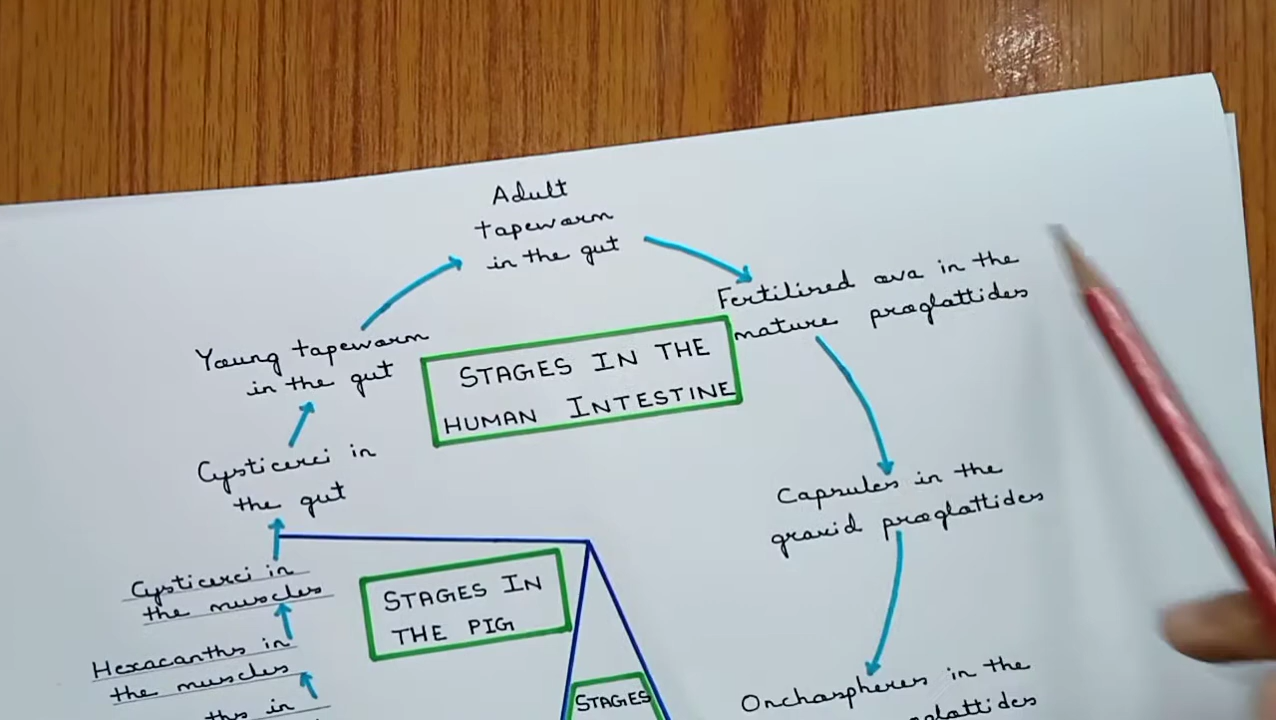 Adult
tapeworm
in the gut
Fertilized ova in the
mature proglottides
Young tapeworm
in the gut
STAGES IN THE
HUMAN INTESTINE
Cysticerci in
the gut
Capsules in the
gravid proglottides
Cysticerci in
the muscles
STAGES IN
THE PIG
Hexacanths in
the muscles
Onchospheres in the
in
STAGES